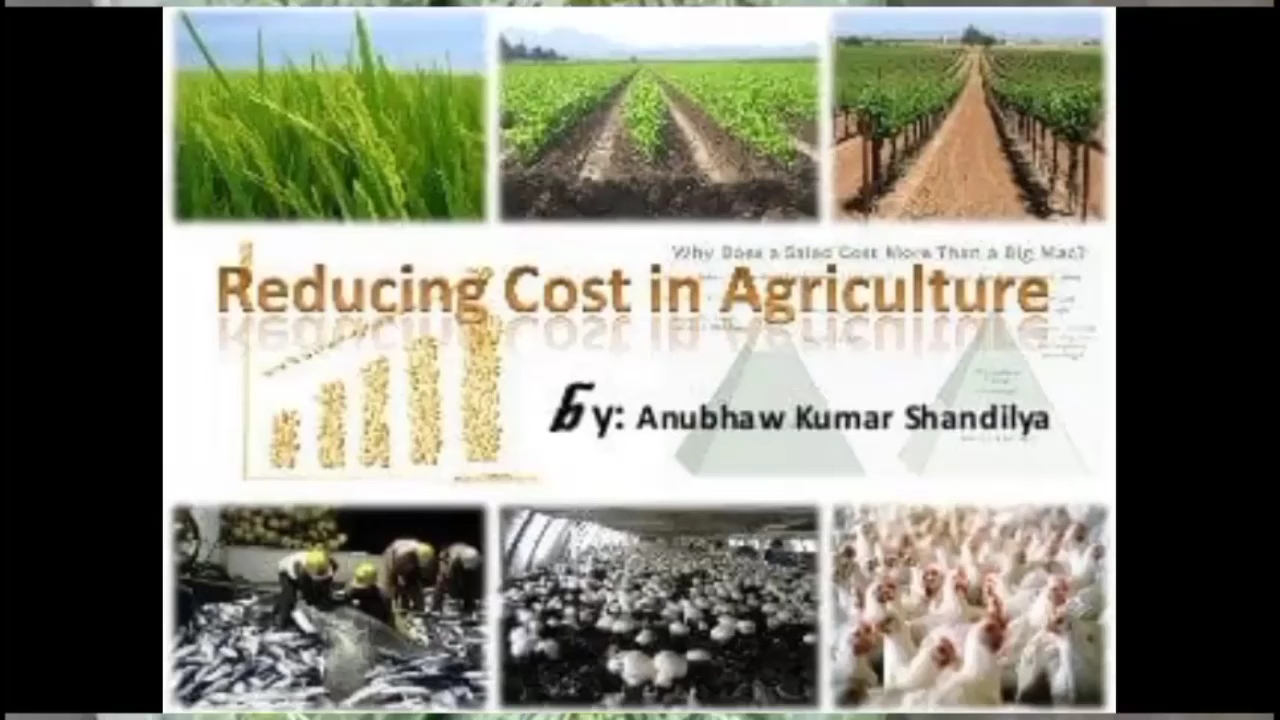 Why Does a Salad Cost More Than a Big Mac?
Reducing Cost in Agriculture
By: Anubhaw Kumar Shandilya